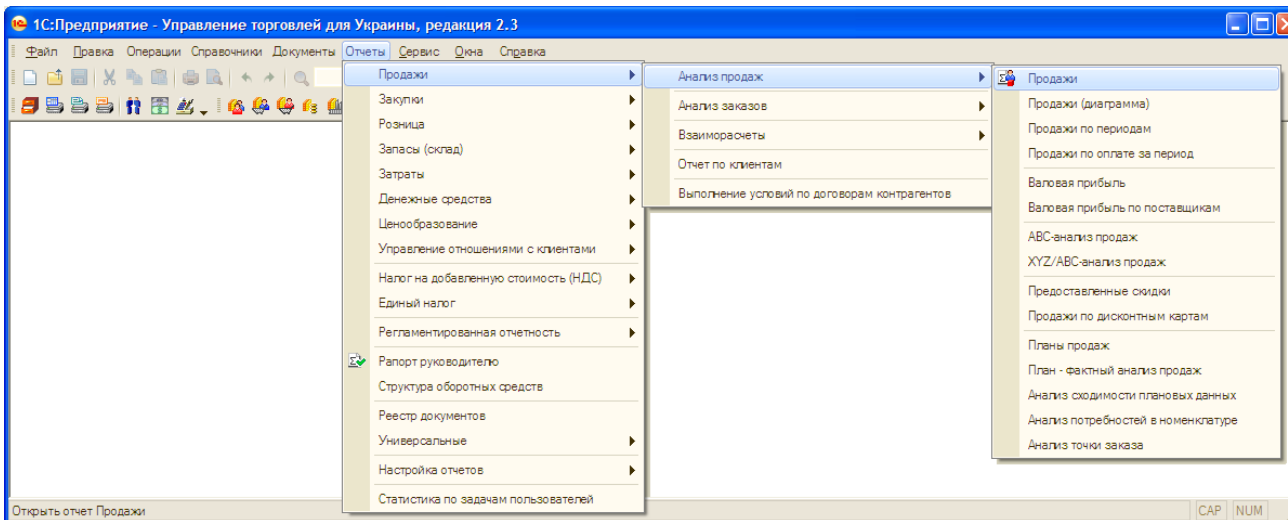 1С:Предприятие - Управление торговлей для Украины, редакция 2.3
Файл Правка Операции Справочники Документы Отчеты Сервис Окна Справка
Продажи
Закупки
Розница
Запасы (склад)
Затраты
Денежные средства
Ценообразование
Управление отношениями с клиентами
Налог на добавленную стоимость (НДС)
Единый налог
Регламентированная отчетность
Рапорт руководителю
Структура оборотных средств
Реестр документов
Универсальные
Настройка отчетов
Статистика по задачам пользователей
Анализ продаж
Анализ заказов
Взаиморасчеты
Отчет по клиентам
Выполнение условий по договорам контрагентов
Продажи
Продажи (диаграмма)
Продажи по периодам
Продажи по оплате за период
Валовая прибыль
Валовая прибыль по поставщикам
ABC-анализ продаж
XYZ/ABC-анализ продаж
Предоставленные скидки
Продажи по дисконтным картам
Планы продаж
План - фактный анализ продаж
Анализ сходимости плановых данных
Анализ потребностей в номенклатуре
Анализ точки заказа
Открыть отчет Продажи
CAP NUM